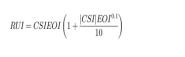 RUI = CSIEOI (1 + |CSI|EOI^0.1 / 10)